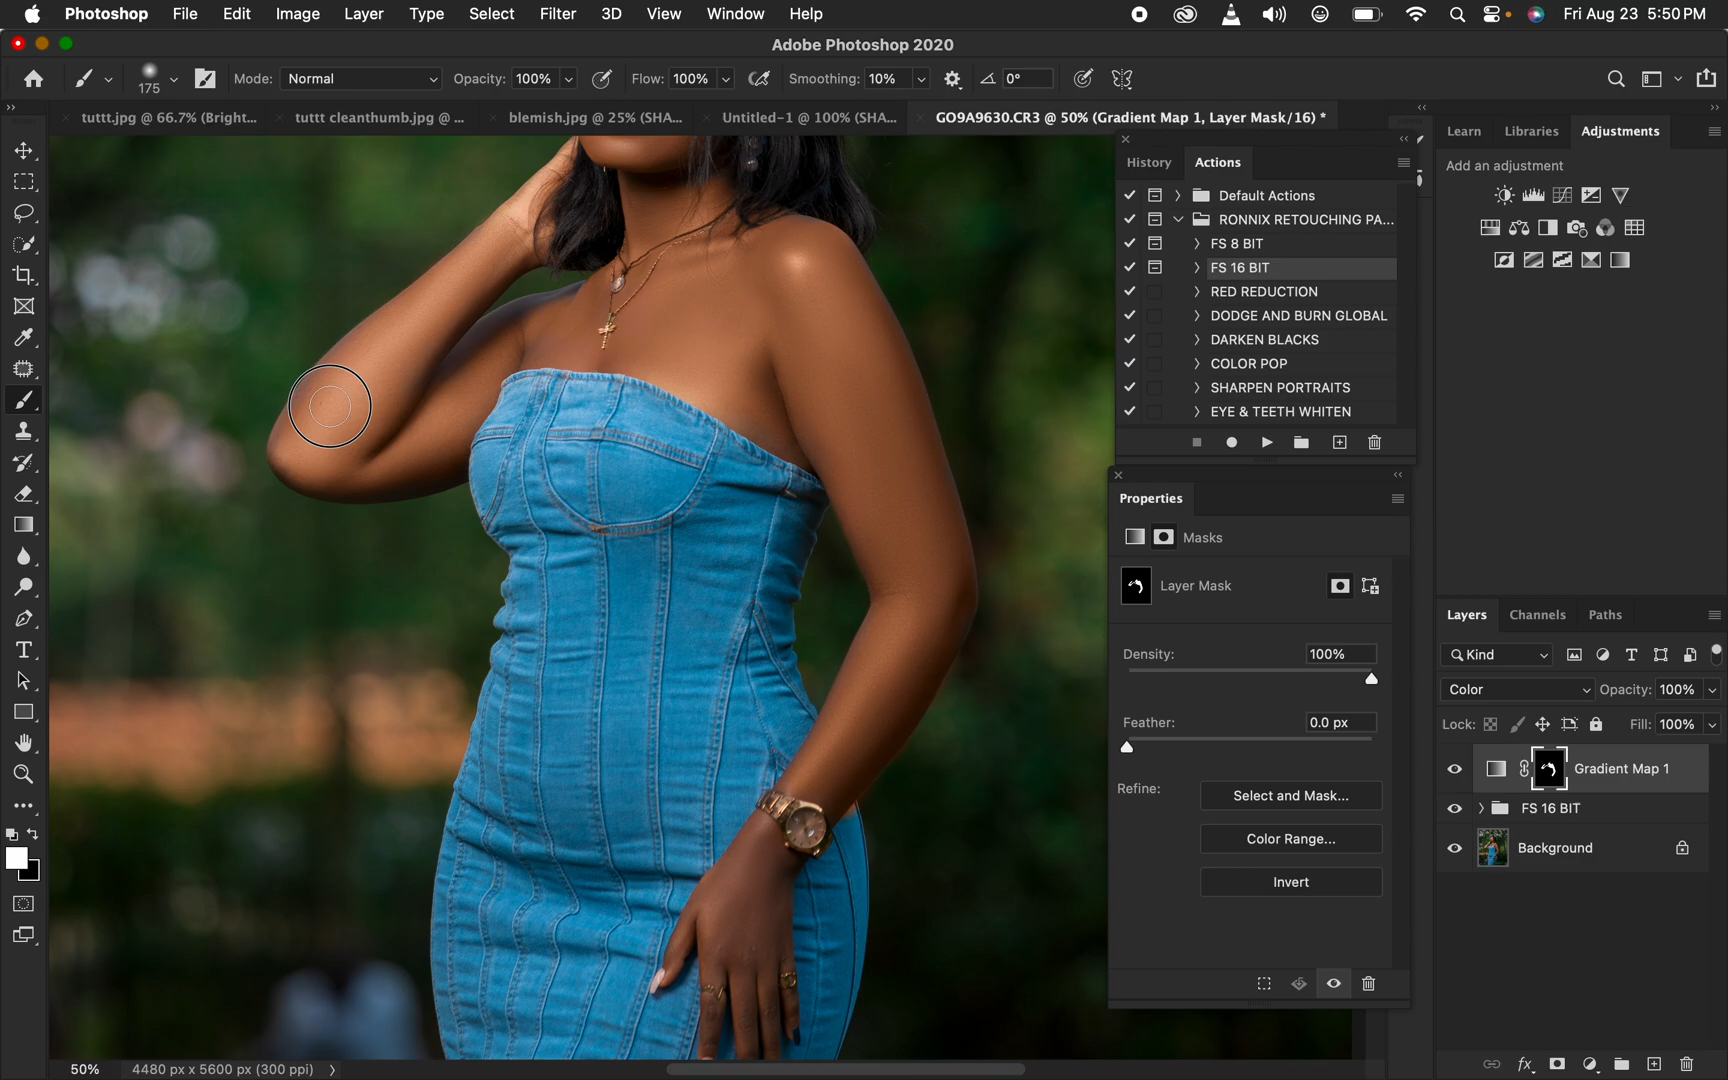 Photoshop File Edit Image Layer Type Select Filter 3D View Window Help Fri Aug 23 5:50 PM
Adobe Photoshop 2020
175 Mode: Normal Opacity: 100% Flow: 100% Smoothing: 10% 0°
tuttt.jpg @ 66.7% (Bright... tuttt cleanthumb.jpg @ ... blemish.jpg @ 25% (SHA... Untitled-1 @ 100% (SHA... GO9A9630.CR3 @ 50% (Gradient Map 1, Layer Mask/16) *
Learn Libraries Adjustments
Add an adjustment
History Actions
Default Actions
RONNIX RETOUCHING PA...
FS 8 BIT
FS 16 BIT
RED REDUCTION
DODGE AND BURN GLOBAL
DARKEN BLACKS
COLOR POP
SHARPEN PORTRAITS
EYE & TEETH WHITEN
Properties
Masks
Layer Mask
Density: 100%
Feather: 0.0 px
Refine:
Select and Mask...
Color Range...
Invert
Layers Channels Paths
Kind
Color Opacity: 100%
Lock: Fill: 100%
Gradient Map 1
FS 16 BIT
Background
50% 4480 px x 5600 px (300 ppi)